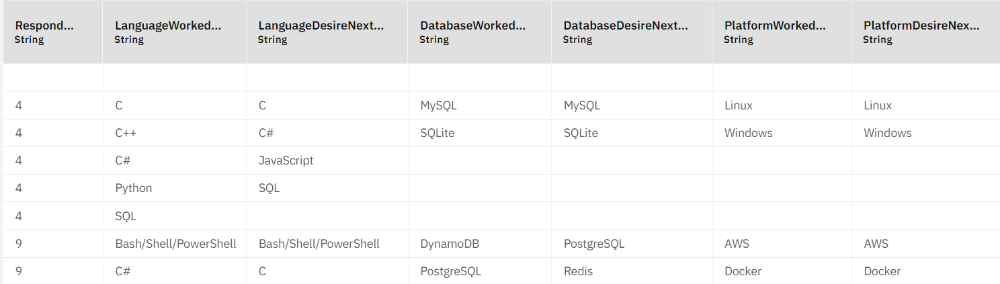 Respond... LanguageWorked... LanguageDesireNext... DatabaseWorked... DatabaseDesireNext... PlatformWorked... PlatformDesireNex...
String String String String String String String
4 C C MySQL MySQL Linux Linux
4 C++ C# SQLite SQLite Windows Windows
4 C# JavaScript
4 Python SQL
4 SQL
9 Bash/Shell/PowerShell Bash/Shell/PowerShell DynamoDB PostgreSQL AWS AWS
9 C# C PostgreSQL Redis Docker Docker